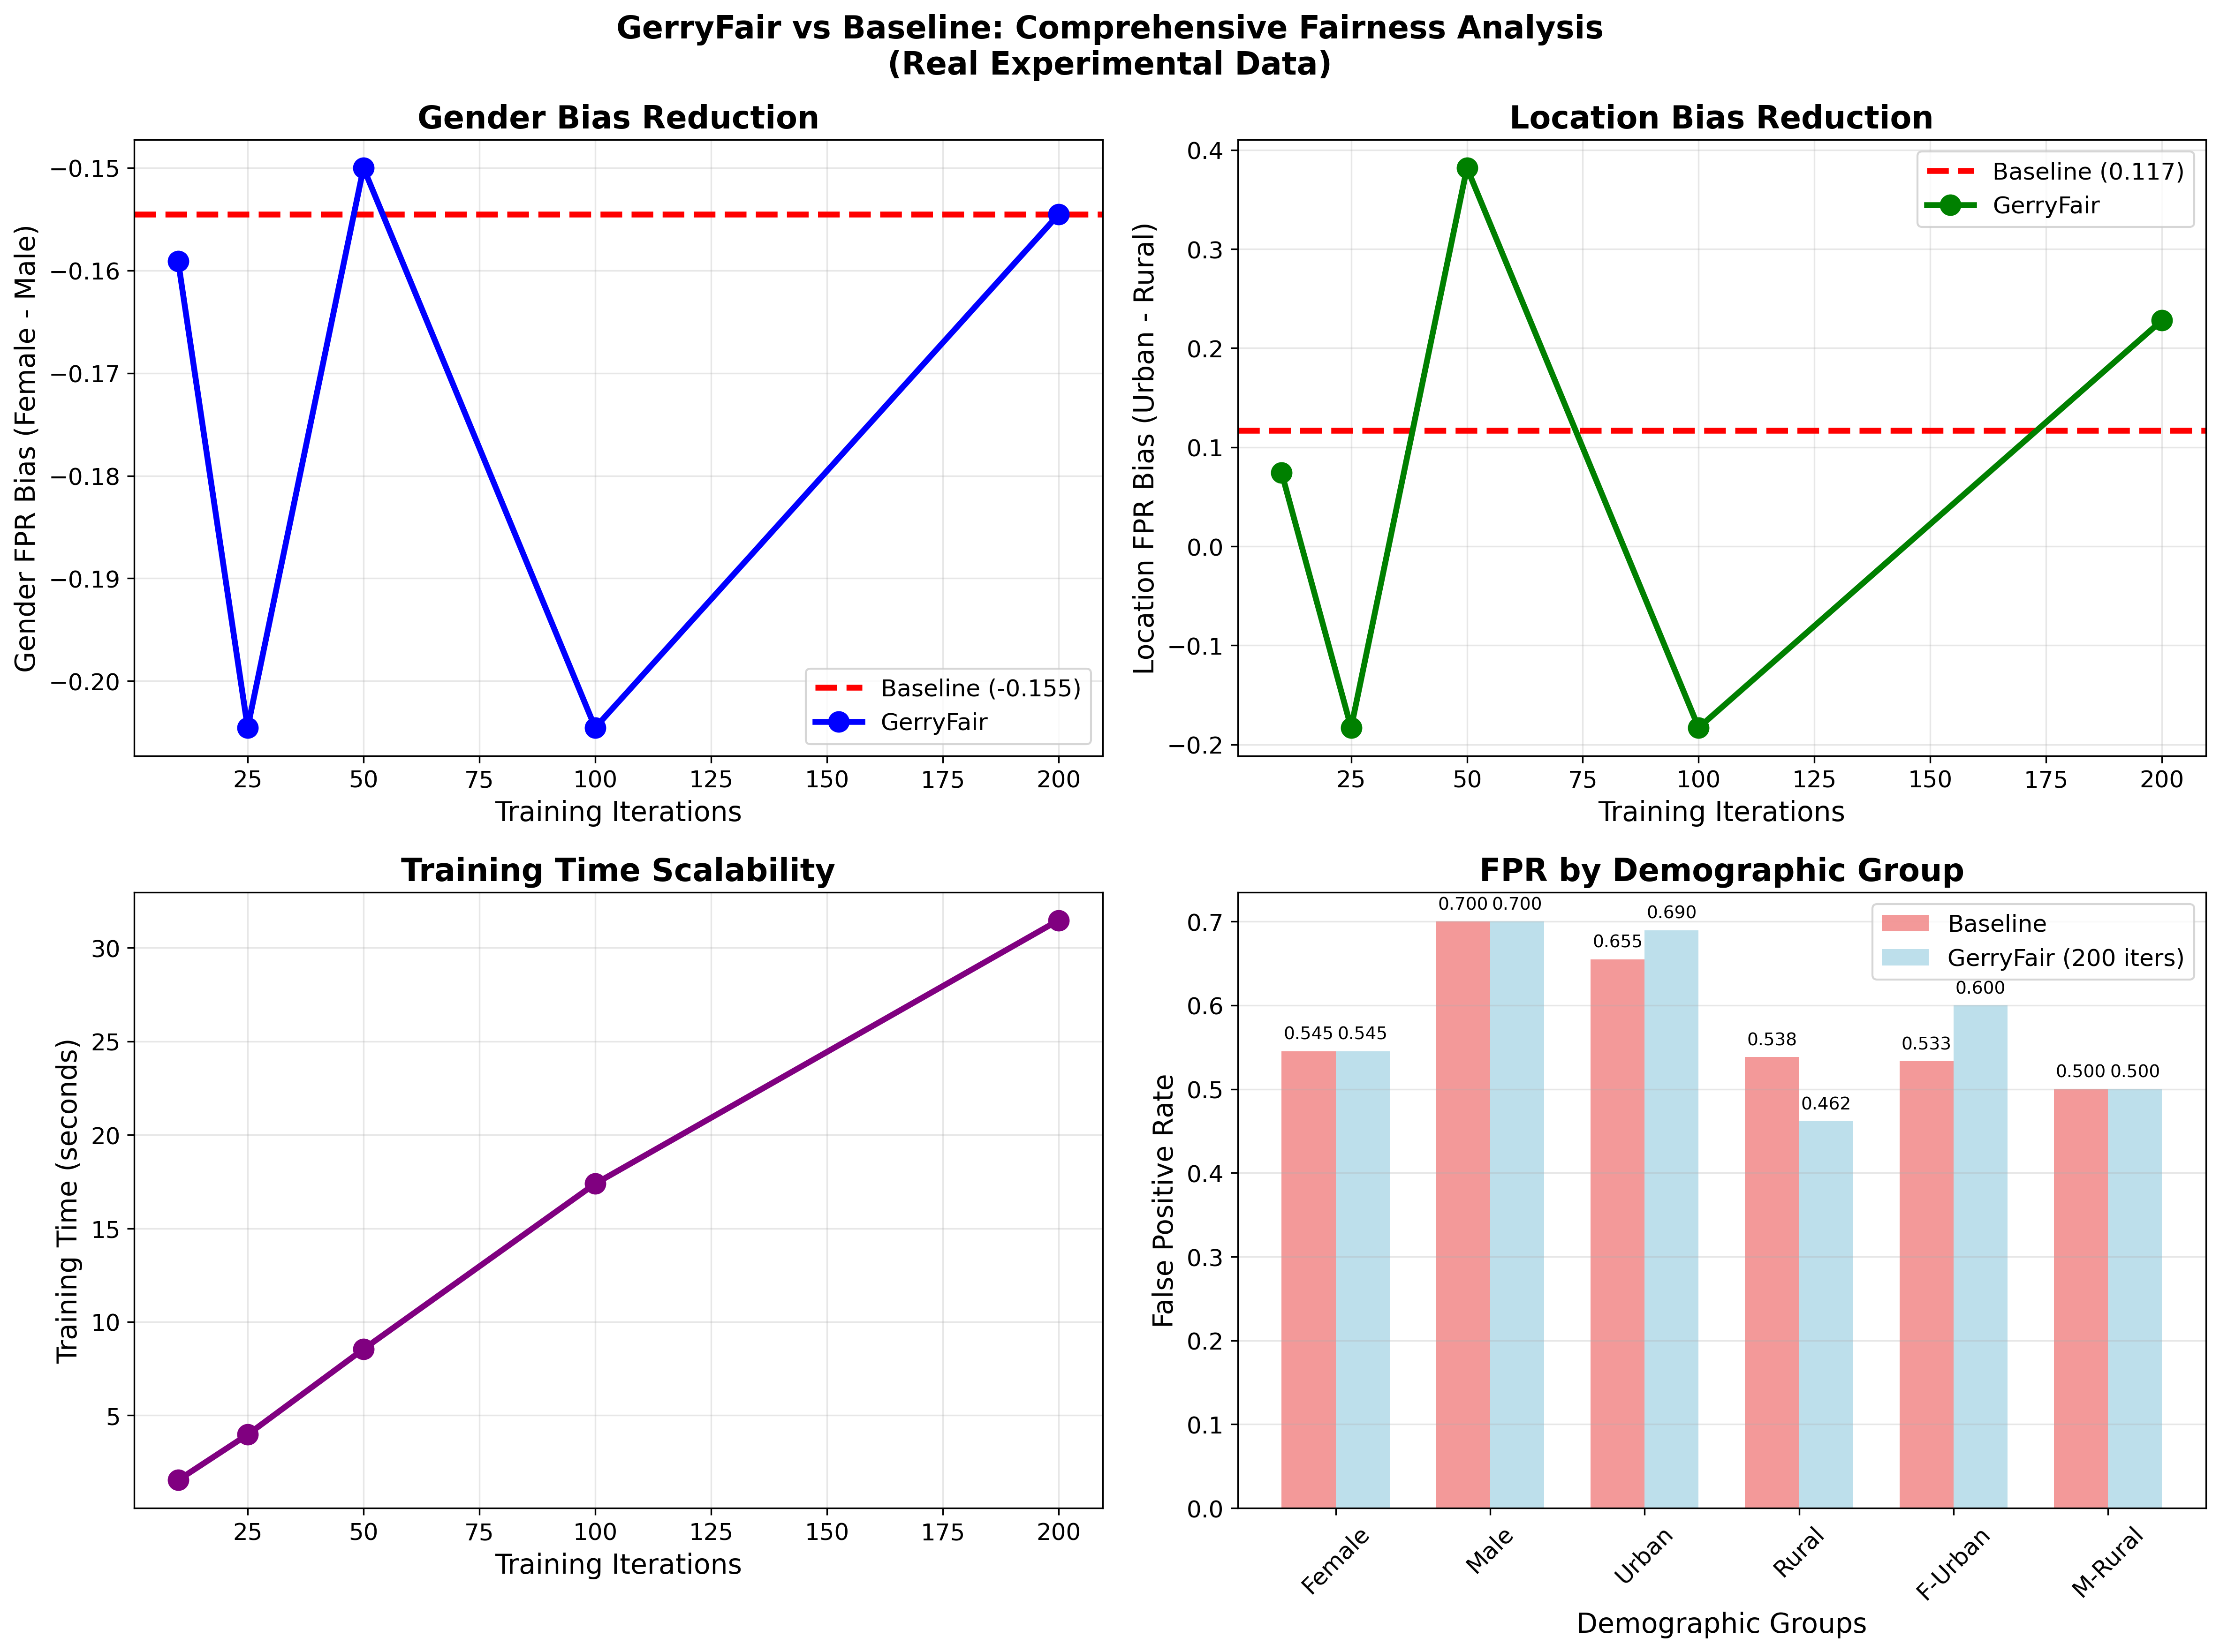 GerryFair vs Baseline: Comprehensive Fairness Analysis
(Real Experimental Data)
Gender Bias Reduction
Gender FPR Bias (Female - Male)
−0.15
−0.16
−0.17
−0.18
−0.19
−0.20
Baseline (-0.155)
GerryFair
25 50 75 100 125 150 175 200
Training Iterations
Location Bias Reduction
Location FPR Bias (Urban - Rural)
0.4
0.3
0.2
0.1
0.0
−0.1
−0.2
Baseline (0.117)
GerryFair
25 50 75 100 125 150 175 200
Training Iterations
Training Time Scalability
Training Time (seconds)
30
25
20
15
10
5
25 50 75 100 125 150 175 200
Training Iterations
FPR by Demographic Group
False Positive Rate
0.7
0.6
0.5
0.4
0.3
0.2
0.1
0.0
Baseline
GerryFair (200 iters)
0.545 0.545
0.700 0.700
0.655 0.690
0.538 0.462
0.533 0.600
0.500 0.500
Female Male Urban Rural F-Urban M-Rural
Demographic Groups